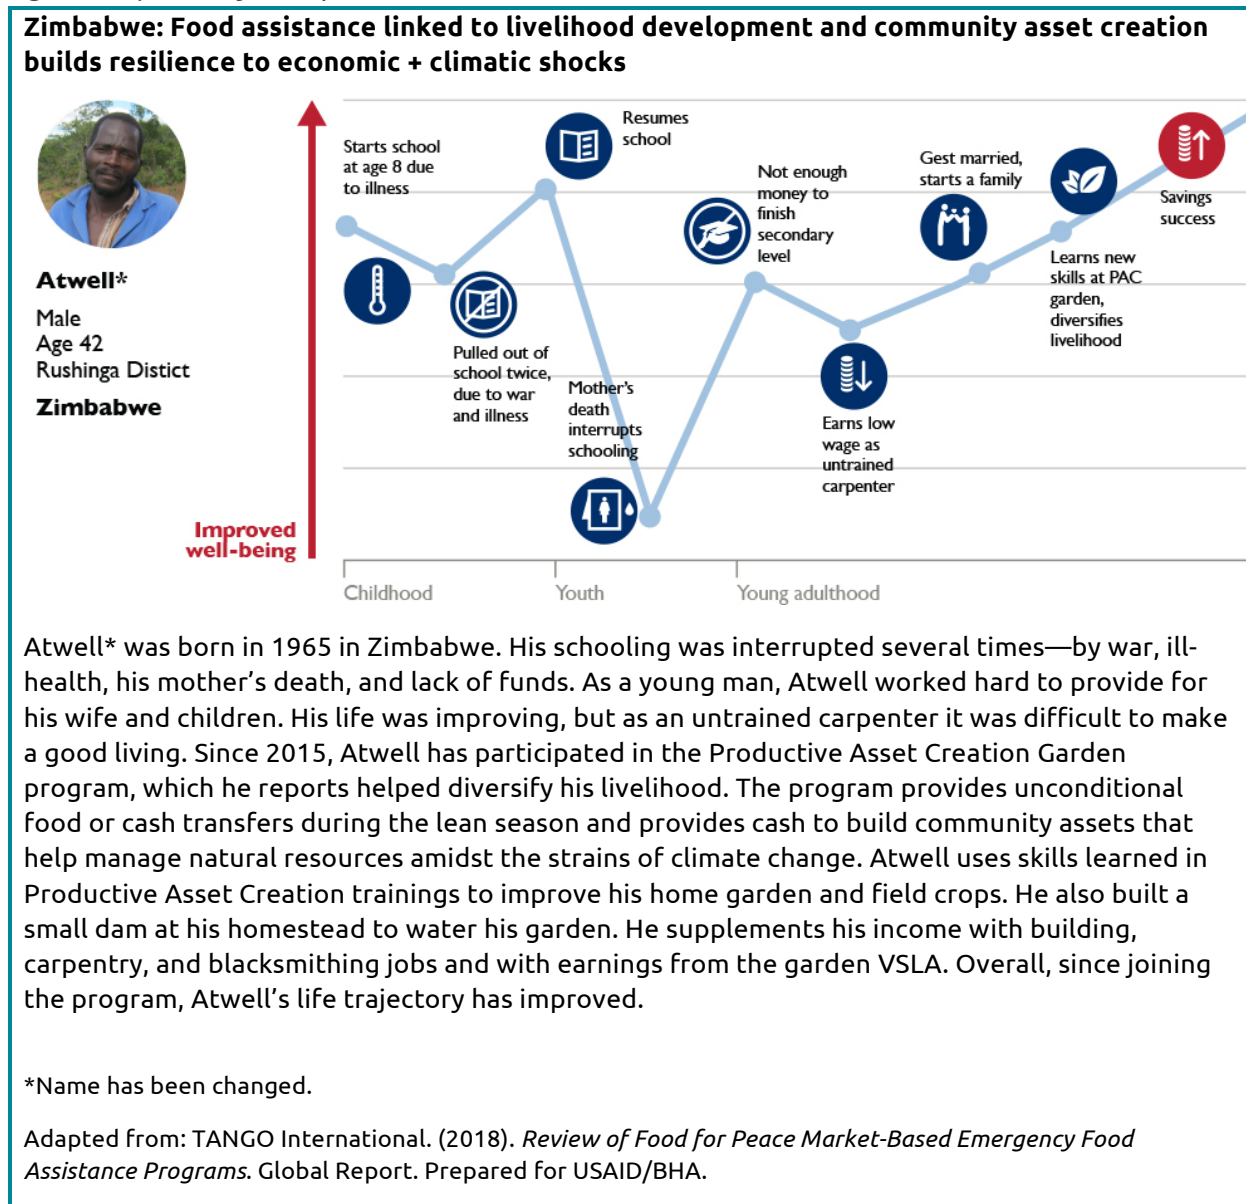 Zimbabwe: Food assistance linked to livelihood development and community asset creation
builds resilience to economic + climatic shocks
Atwell*
Male
Age 42
Rushinga Distict
Zimbabwe
Improved
well-being
Starts school
at age 8 due
to illness
Pulled out of
school twice,
due to war
and illness
Resumes
school
Mother's
death
interrupts
schooling
Not enough
money to
finish
secondary
level
Earns low
wage as
untrained
carpenter
Gest married,
starts a family
Learns new
skills at PAC
garden,
diversifies
livelihood
Savings
success
Childhood
Youth
Young adulthood
Atwell* was born in 1965 in Zimbabwe. His schooling was interrupted several times—by war, ill-
health, his mother's death, and lack of funds. As a young man, Atwell worked hard to provide for
his wife and children. His life was improving, but as an untrained carpenter it was difficult to make
a good living. Since 2015, Atwell has participated in the Productive Asset Creation Garden
program, which he reports helped diversify his livelihood. The program provides unconditional
food or cash transfers during the lean season and provides cash to build community assets that
help manage natural resources amidst the strains of climate change. Atwell uses skills learned in
Productive Asset Creation trainings to improve his home garden and field crops. He also built a
small dam at his homestead to water his garden. He supplements his income with building,
carpentry, and blacksmithing jobs and with earnings from the garden VSLA. Overall, since joining
the program, Atwell's life trajectory has improved.
*Name has been changed.
Adapted from: TANGO International. (2018). Review of Food for Peace Market-Based Emergency Food
Assistance Programs. Global Report. Prepared for USAID/BHA.